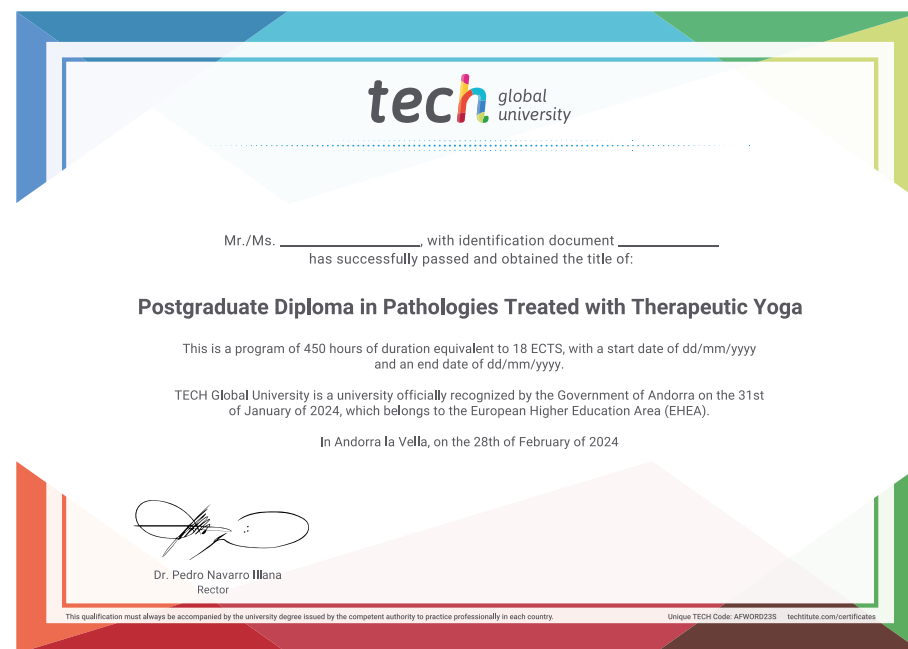 tech global university
Mr./Ms. ____________________, with identification document ______________
has successfully passed and obtained the title of:
Postgraduate Diploma in Pathologies Treated with Therapeutic Yoga
This is a program of 450 hours of duration equivalent to 18 ECTS, with a start date of dd/mm/yyyy
and an end date of dd/mm/yyyy.
TECH Global University is a university officially recognized by the Government of Andorra on the 31st
of January of 2024, which belongs to the European Higher Education Area (EHEA).
In Andorra la Vella, on the 28th of February of 2024
Dr. Pedro Navarro Illana
Rector
This qualification must always be accompanied by the university degree issued by the competent authority to practice professionally in each country. Unique TECH Code: AFWORD23S techtitute.com/certificates